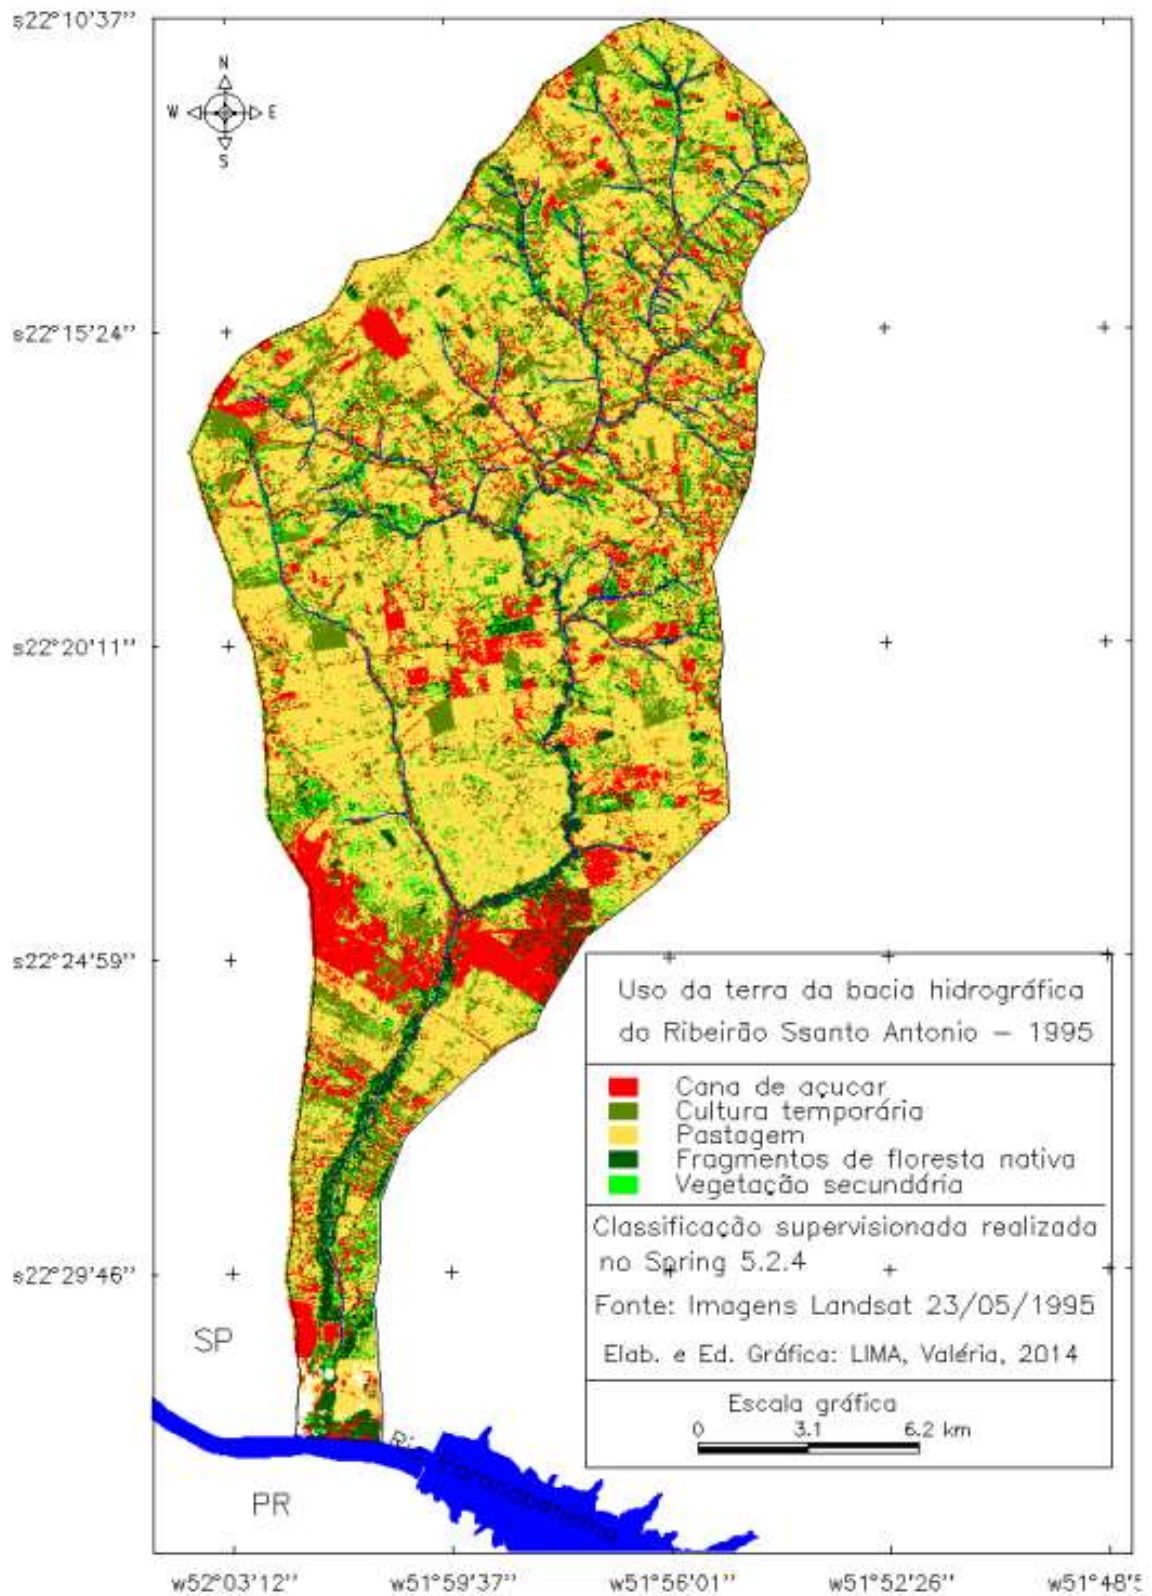 s22°10'37''
N
W E
S
s22°15'24''
s22°20'11''
s22°24'59''
Uso da terra da bacia hidrográfica
do Ribeirão Ssanto Antonio – 1995
Cana de açucar
Cultura temporária
Pastagem
Fragmentos de floresta nativa
Vegetação secundária
Classificação supervisionada realizada
no Spring 5.2.4
s22°29'46''
Fonte: Imagens Landsat 23/05/1995
SP
Elab. e Ed. Gráfica: LIMA, Valéria, 2014
Escala gráfica
0 3.1 6.2 km
Rio Paranapanema
PR
w52°03'12'' w51°59'37'' w51°56'01'' w51°52'26'' w51°48'